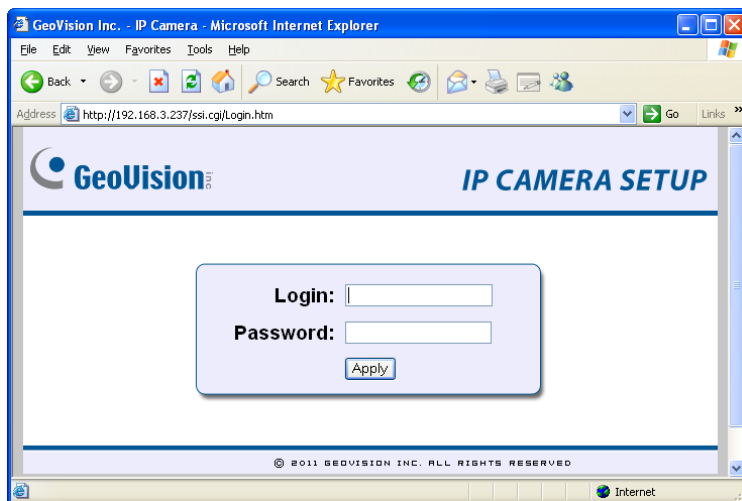 GeoVision Inc. - IP Camera - Microsoft Internet Explorer
File Edit View Favorites Tools Help
Back Search Favorites
Address http://192.168.3.237/ssi.cgi/Login.htm Go Links »
GeoVision inc IP CAMERA SETUP
Login:
Password:
Apply
© 2011 GEOVISION INC. ALL RIGHTS RESERVED
Internet